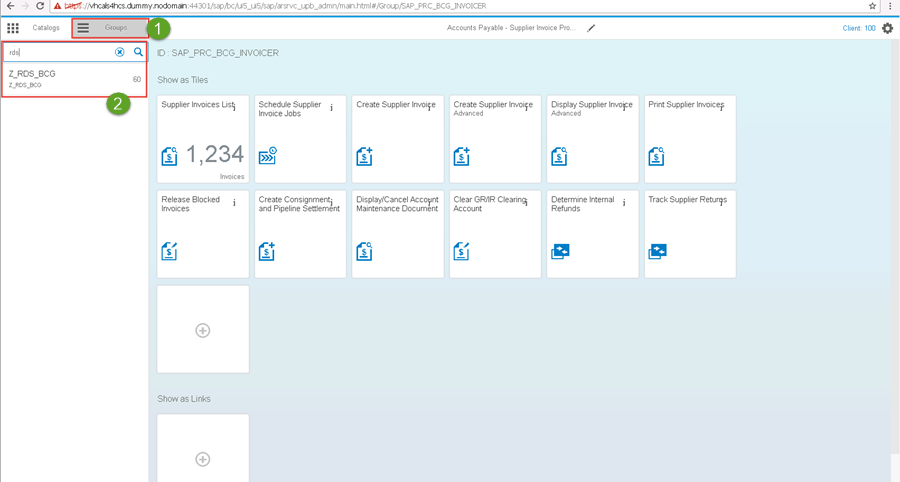 https://vhcals4hcs.dummy.nodomain:44301/sap/bc/ui5_ui5/sap/arsrvc_upb_admn/main.html#/Group/SAP_PRC_BCG_INVOICER
Catalogs
Groups
1
Accounts Payable - Supplier Invoice Pro...
Client: 100
rds
Z_RDS_BCG
60
Z_RDS_BCG
2
ID : SAP_PRC_BCG_INVOICER
Show as Tiles
Supplier Invoices List
1,234
Invoices
Schedule Supplier
Invoice Jobs
Create Supplier Invoice
Create Supplier Invoice
Advanced
Display Supplier Invoice
Advanced
Print Supplier Invoices
Release Blocked
Invoices
Create Consignment
and Pipeline Settlement
Display/Cancel Account
Maintenance Document
Clear GR/IR Clearing
Account
Determine Internal
Refunds
Track Supplier Returns
Show as Links